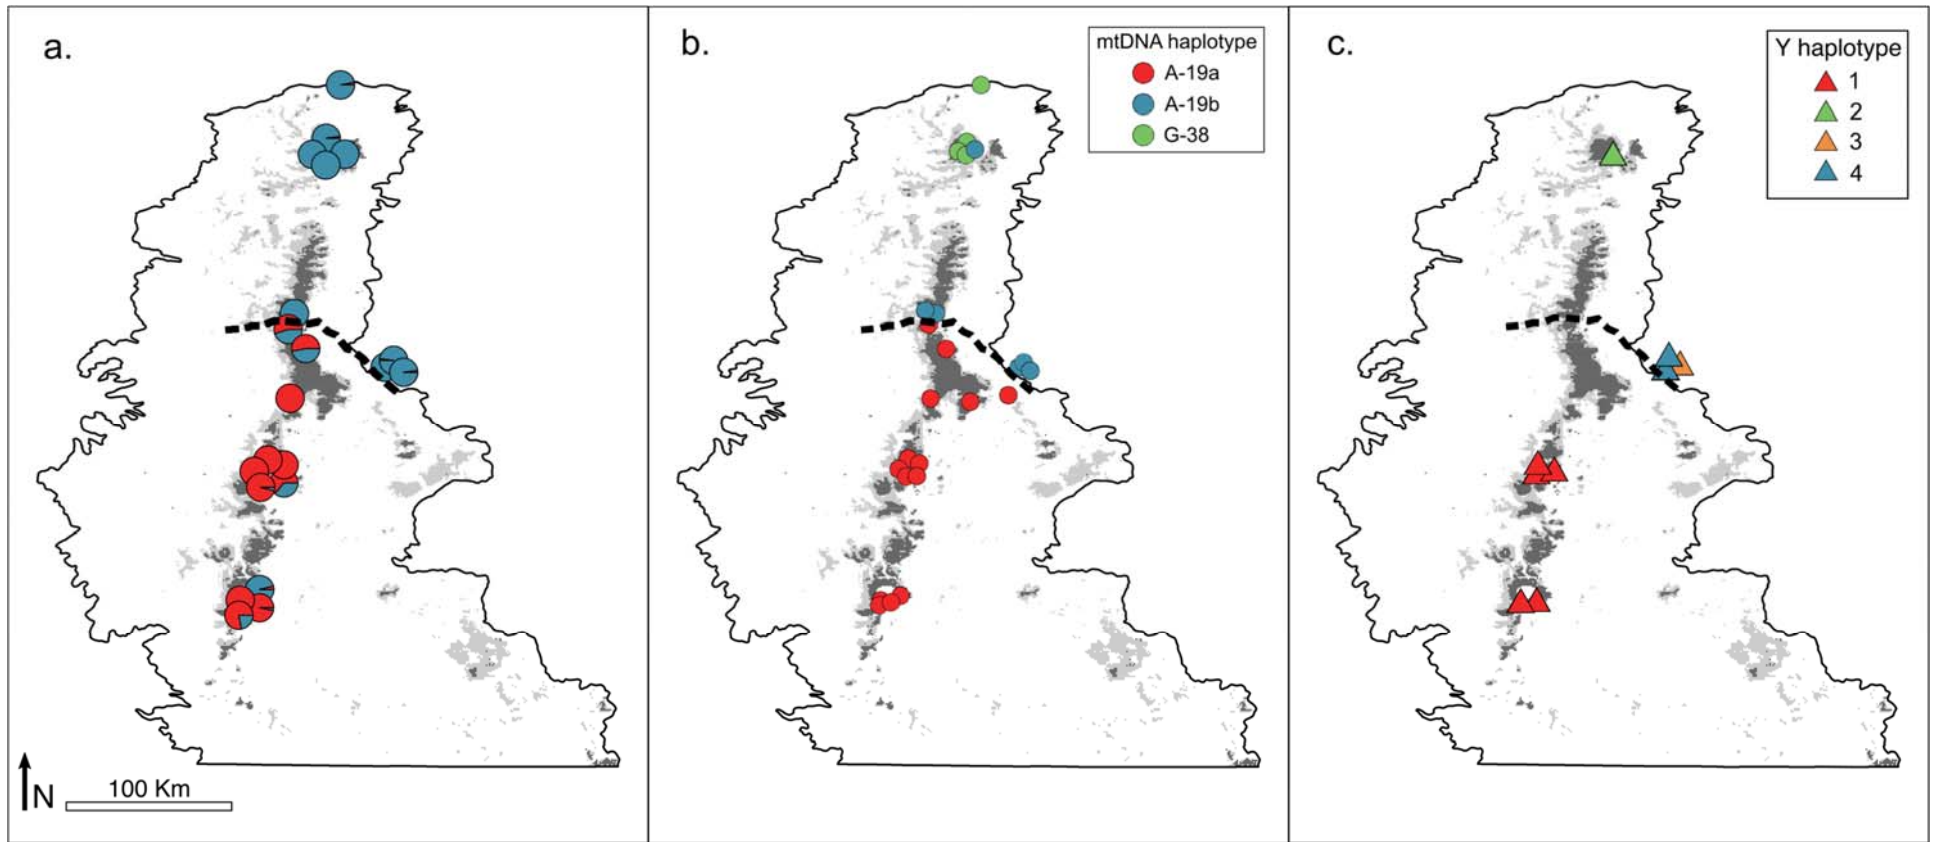 a.
N
100 Km
b.
mtDNA haplotype
A-19a
A-19b
G-38
c.
Y haplotype
1
2
3
4